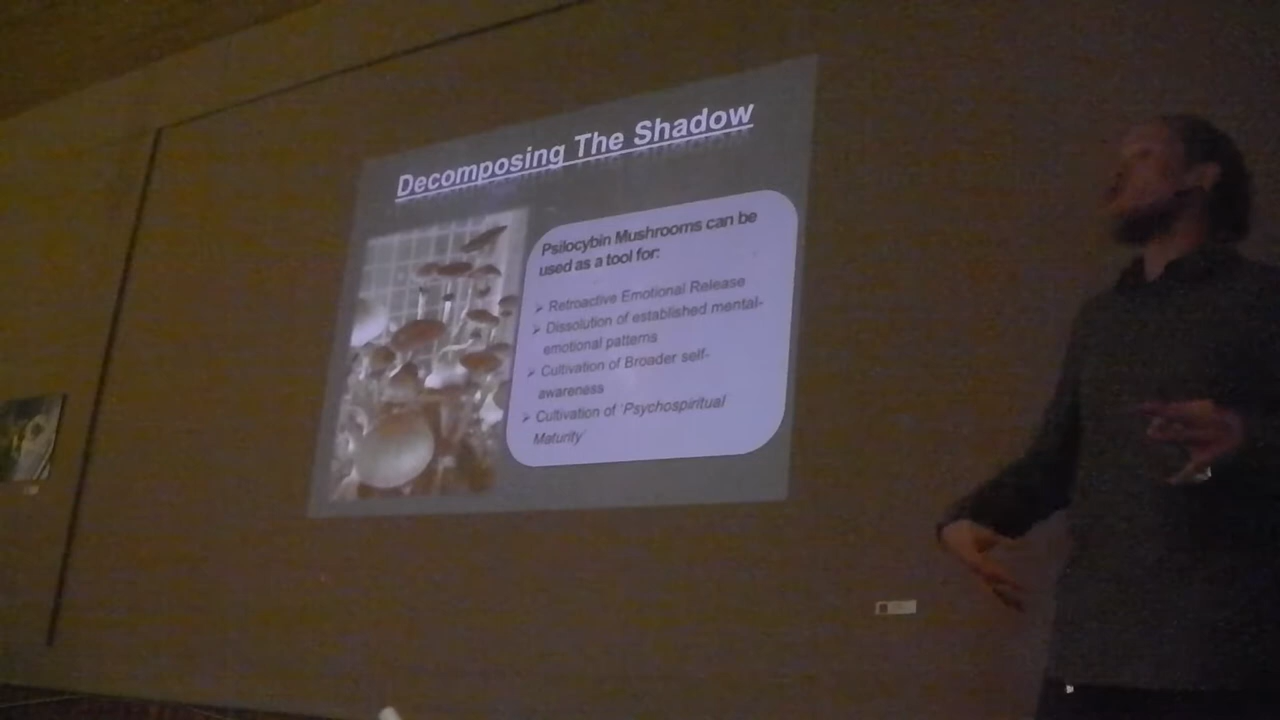 Decomposing The Shadow
Psilocybin Mushrooms can be
used as a tool for:
➢ Retroactive Emotional Release
➢ Dissolution of established mental-
emotional patterns
➢ Cultivation of Broader self-
awareness
➢ Cultivation of 'Psychospiritual
Maturity'